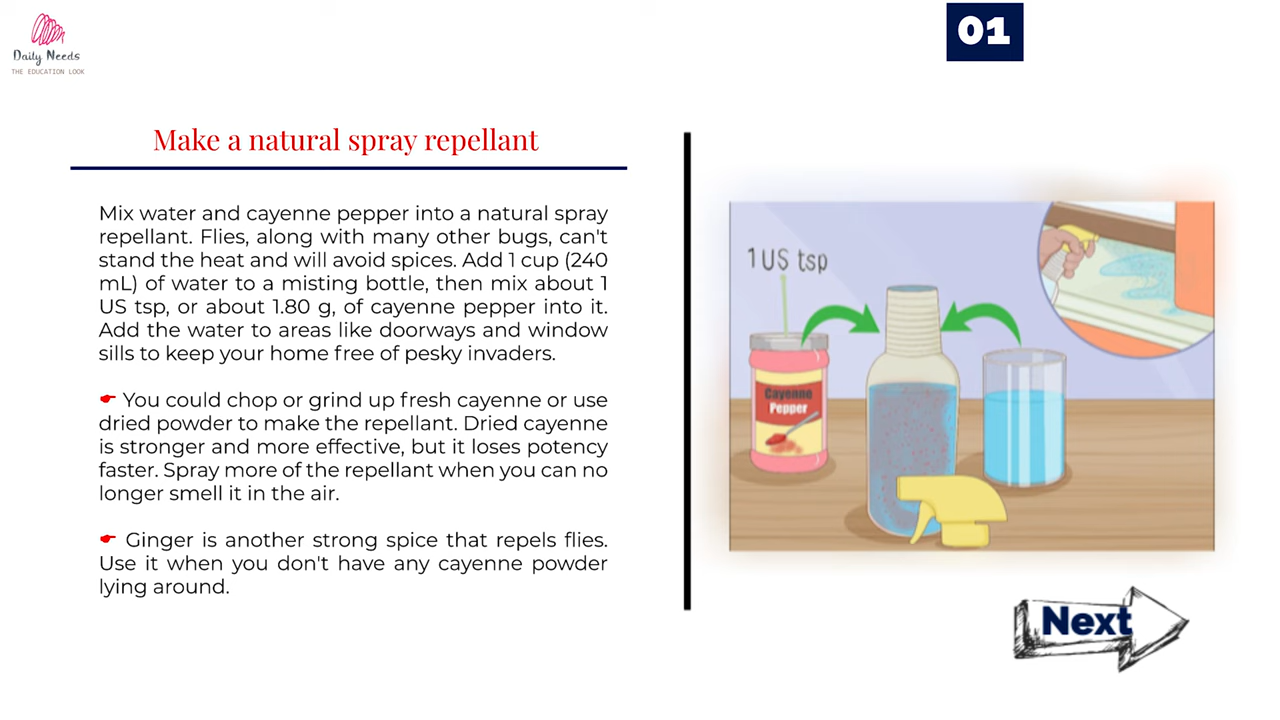 Daily Needs
THE EDUCATION LOOK
01
Make a natural spray repellant
Mix water and cayenne pepper into a natural spray
repellant. Flies, along with many other bugs, can't
stand the heat and will avoid spices. Add 1 cup (240
mL) of water to a misting bottle, then mix about 1
US tsp, or about 1.80 g, of cayenne pepper into it.
Add the water to areas like doorways and window
sills to keep your home free of pesky invaders.
You could chop or grind up fresh cayenne or use
dried powder to make the repellant. Dried cayenne
is stronger and more effective, but it loses potency
faster. Spray more of the repellant when you can no
longer smell it in the air.
Ginger is another strong spice that repels flies.
Use it when you don't have any cayenne powder
lying around.
1 US tsp
Cayenne
Pepper
Next